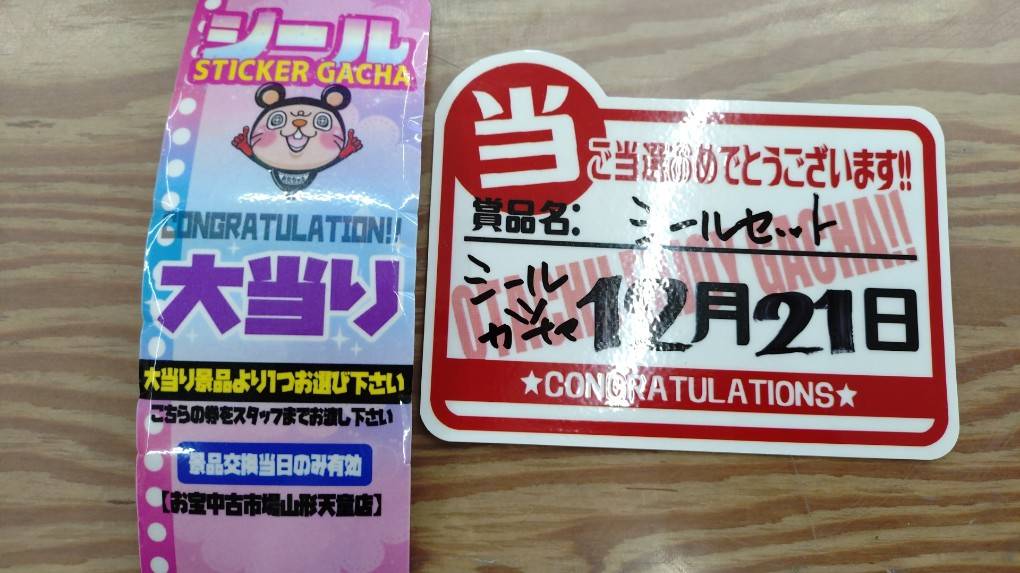 シール
STICKER GACHA
CONGRATULATION!!
大当り
大当り景品より1つお選び下さい
こちらの券をスタッフまでお渡し下さい
景品交換当日のみ有効
【お宝中古市場山形天童店】
当
ご当選おめでとうございます!!
賞品名: シールセット
シール
ガチャ
12月21日
★CONGRATULATIONS★